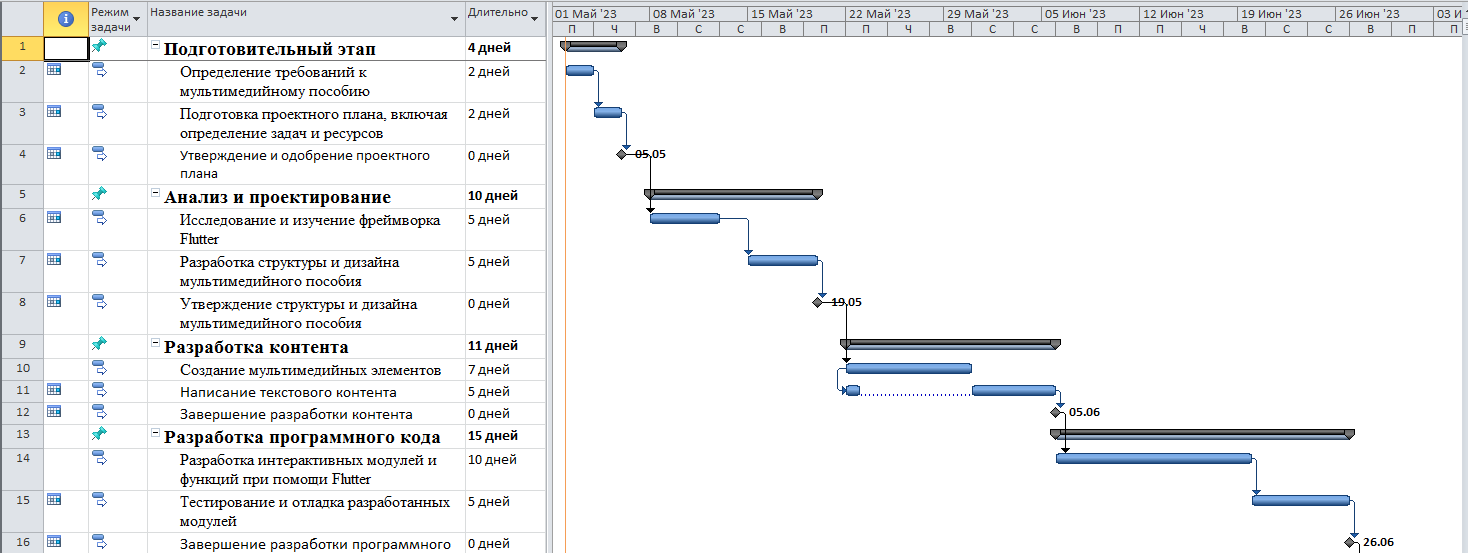 Режим задачи Название задачи Длительно 01 Май '23 08 Май '23 15 Май '23 22 Май '23 29 Май '23 05 Июн '23 12 Июн '23 19 Июн '23 26 Июн '23 03 И
П Ч В С П Ч В С П Ч В С П Ч В С П
1 Подготовительный этап 4 дней
2 Определение требований к 2 дней
мультимедийному пособию
3 Подготовка проектного плана, включая 2 дней
определение задач и ресурсов
4 Утверждение и одобрение проектного 0 дней 05.05
плана
5 Анализ и проектирование 10 дней
6 Исследование и изучение фреймворка 5 дней
Flutter
7 Разработка структуры и дизайна 5 дней
мультимедийного пособия
8 Утверждение структуры и дизайна 0 дней 19.05
мультимедийного пособия
9 Разработка контента 11 дней
10 Создание мультимедийных элементов 7 дней
11 Написание текстового контента 5 дней
12 Завершение разработки контента 0 дней 05.06
13 Разработка программного кода 15 дней
14 Разработка интерактивных модулей и 10 дней
функций при помощи Flutter
15 Тестирование и отладка разработанных 5 дней
модулей
16 Завершение разработки программного 0 дней 26.06